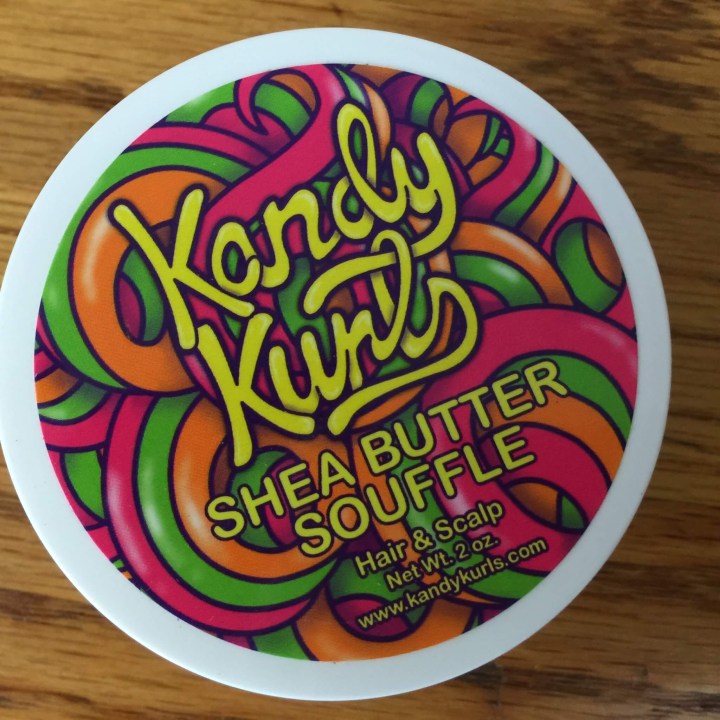 Kandy
Kurls
SHEA BUTTER
SOUFFLE
Hair & Scalp
Net Wt. 2 oz.
www.kandykurls.com